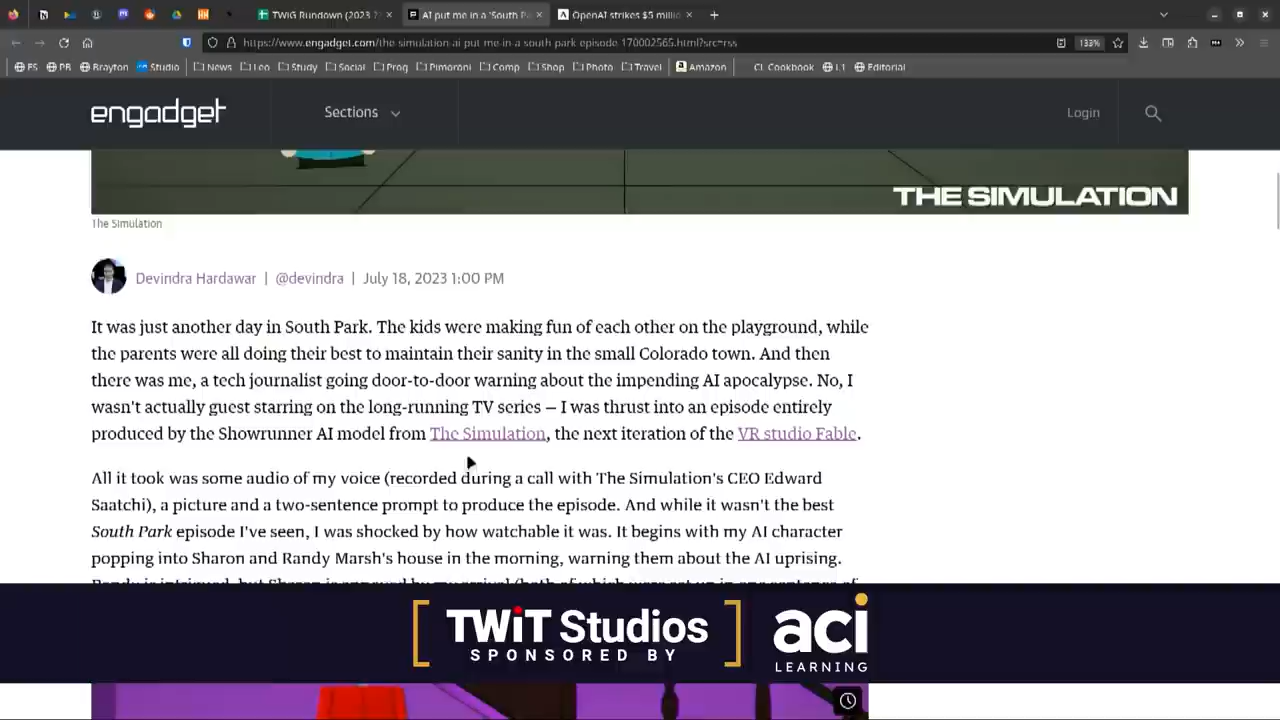 TWiG Rundown (2023 ??
AI put me in a 'South Pa
OpenAI strikes $5 millio
https://www.engadget.com/the-simulation-ai-put-me-in-a-south-park-episode-170002565.html?src=rss
133%
PB
Brayton
Studio
News
Leo
Study
Social
Prog
Pimoroni
Comp
Shop
Photo
Travel
Amazon
CL Cookbook
Editorial
engadget
Sections
Login
THE SIMULATION
The Simulation
Devindra Hardawar | @devindra | July 18, 2023 1:00 PM
It was just another day in South Park. The kids were making fun of each other on the playground, while
the parents were all doing their best to maintain their sanity in the small Colorado town. And then
there was me, a tech journalist going door-to-door warning about the impending AI apocalypse. No, I
wasn't actually guest starring on the long-running TV series – I was thrust into an episode entirely
produced by the Showrunner AI model from The Simulation, the next iteration of the VR studio Fable.
All it took was some audio of my voice (recorded during a call with The Simulation's CEO Edward
Saatchi), a picture and a two-sentence prompt to produce the episode. And while it wasn't the best
South Park episode I've seen, I was shocked by how watchable it was. It begins with my AI character
popping into Sharon and Randy Marsh's house in the morning, warning them about the AI uprising.
TWiT Studios
SPONSORED BY
aci
LEARNING